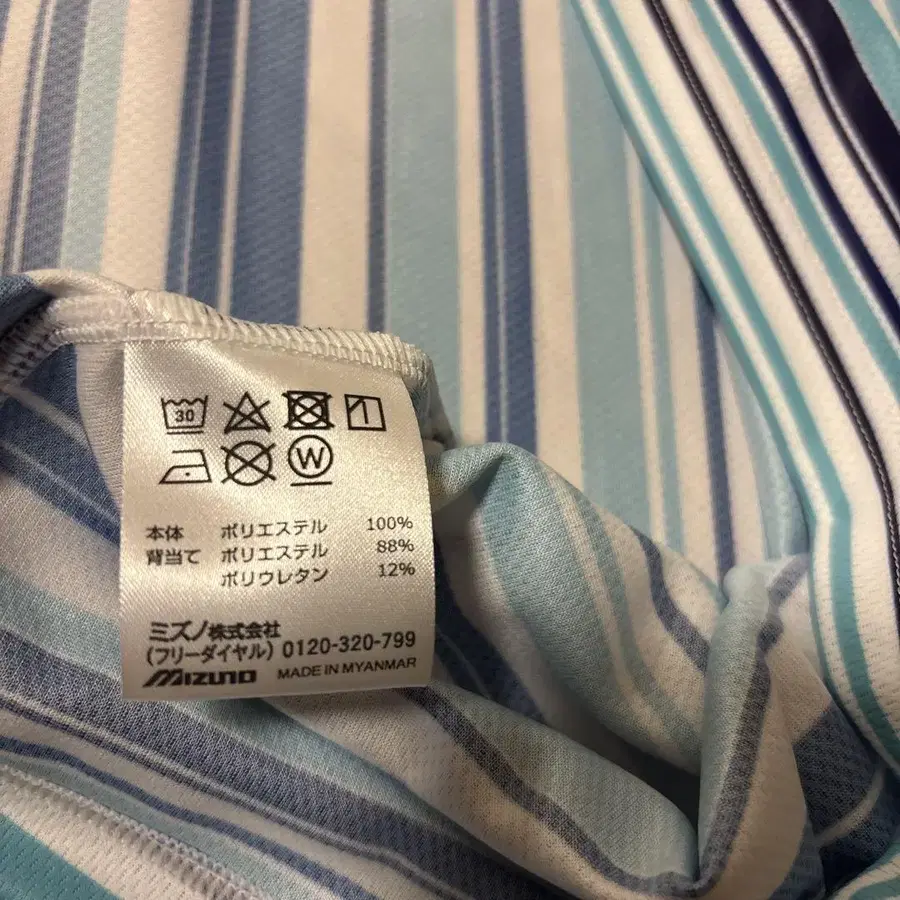 30
W
本体 ポリエステル 100%
背当て ポリエステル 88%
ポリウレタン 12%
ミズノ株式会社
(フリーダイヤル) 0120-320-799
MIZUNO MADE IN MYANMAR